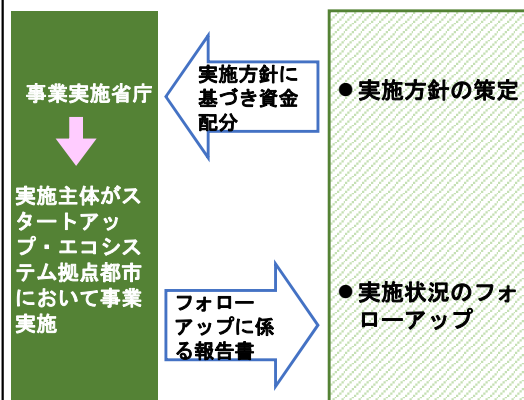 事業実施省庁
実施主体がス
タートアッ
プ・エコシス
テム拠点都市
において事業
実施
実施方針に
基づき資金
配分
フォロー
アップに係
る報告書
●実施方針の策定
●実施状況のフォ
ローアップ